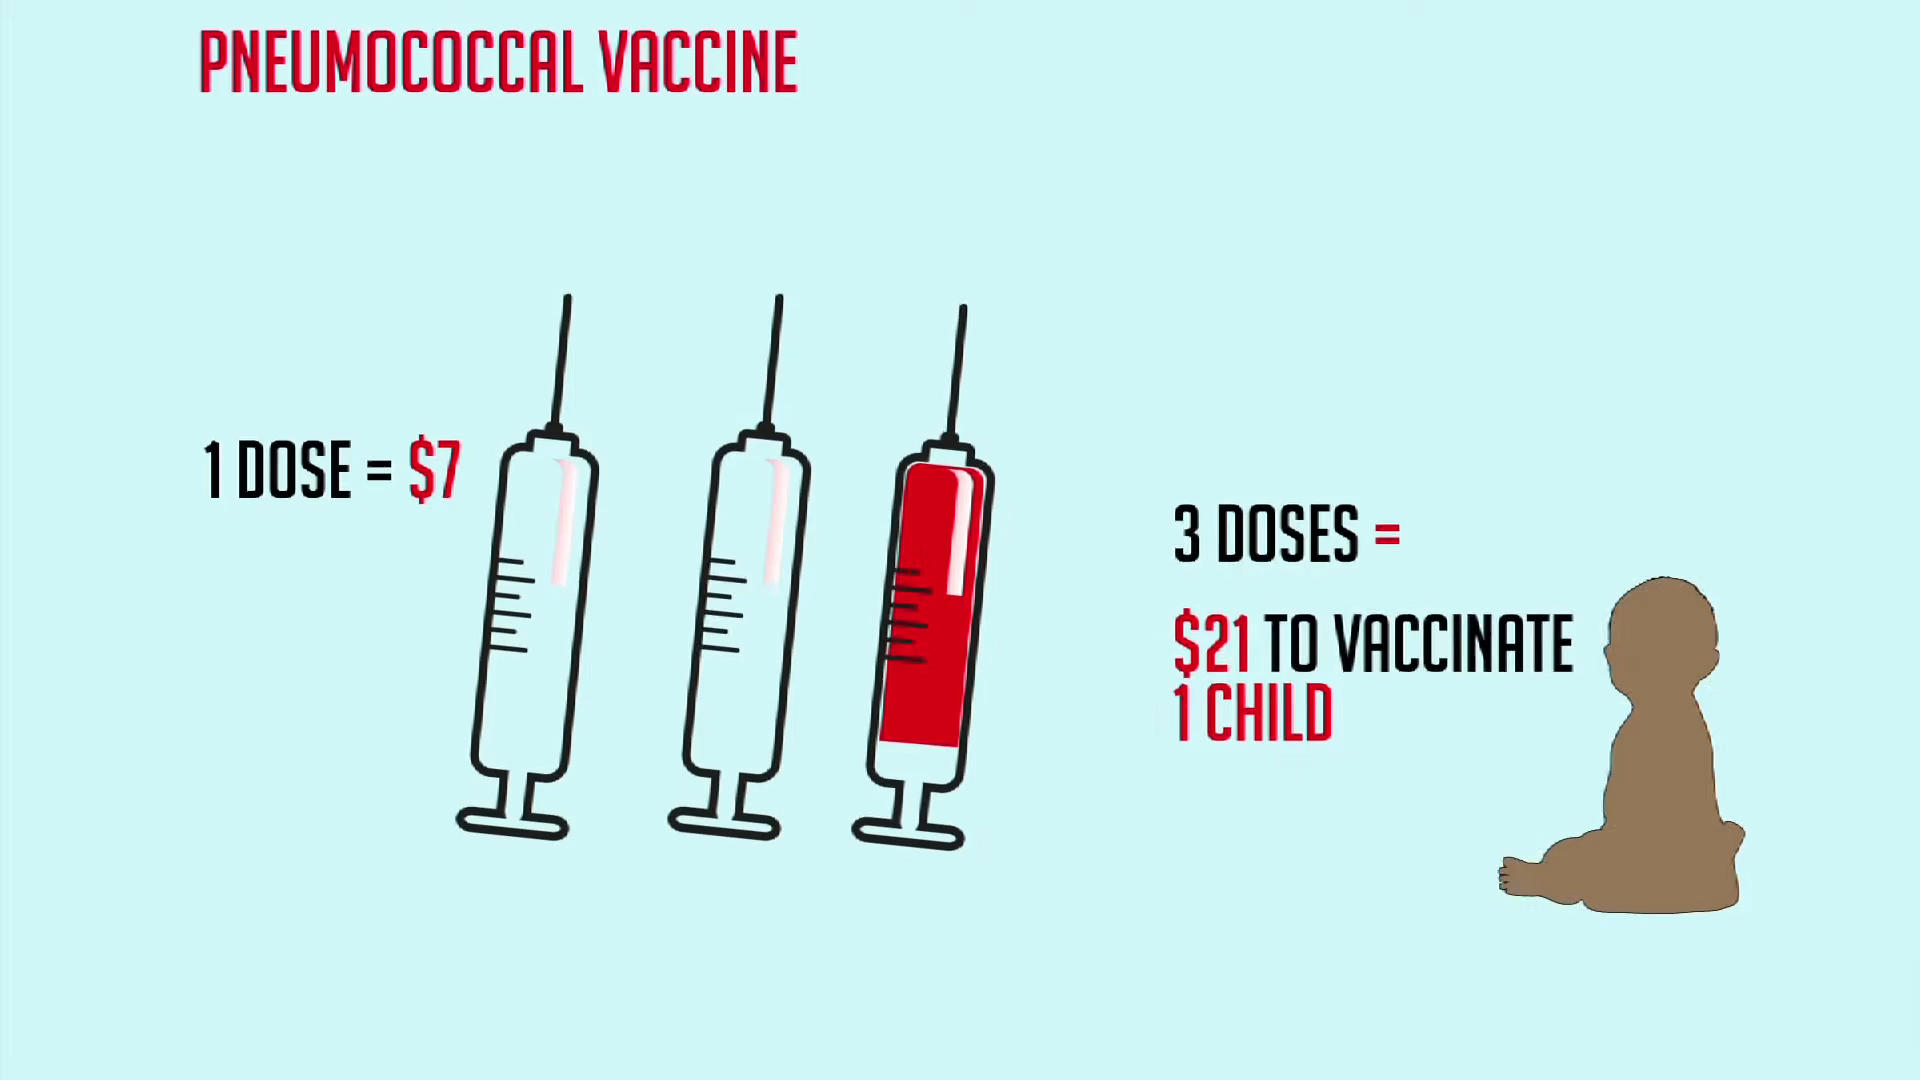 PNEUMOCOCCAL VACCINE
1 DOSE = $7
3 DOSES =
$21 TO VACCINATE
1 CHILD